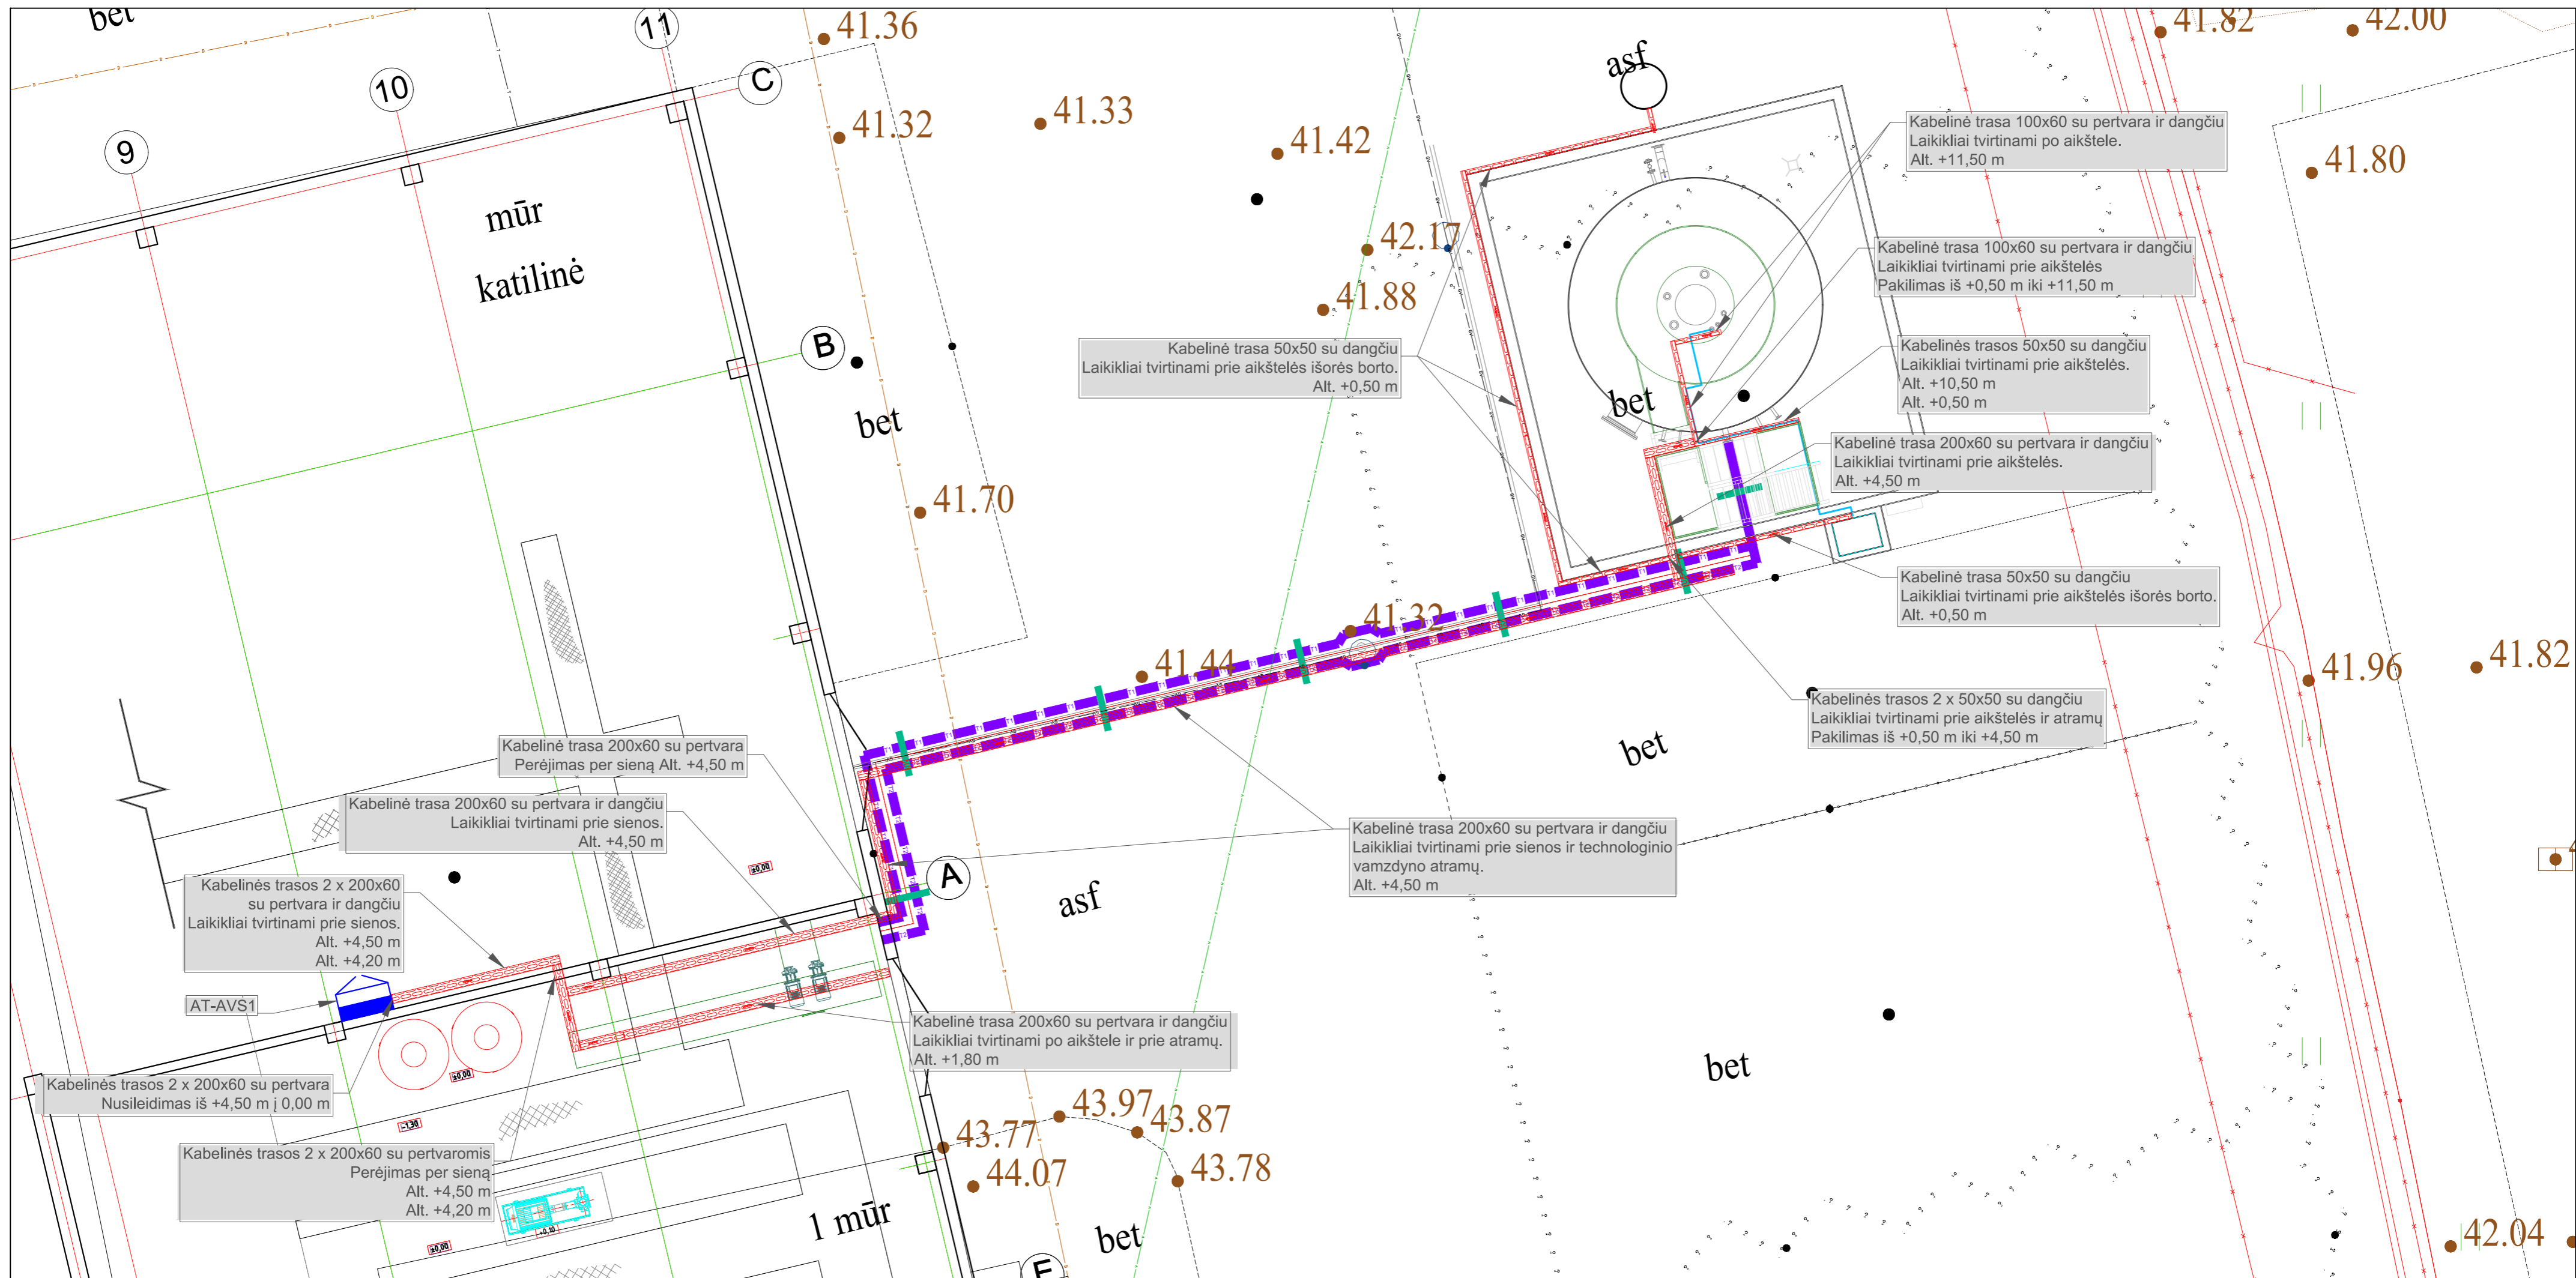 bet
11
10
9
C
B
A
41.36
41.32
41.33
41.42
42.17
41.88
41.70
41.32
41.44
41.82
42.00
41.80
41.96
41.82
42.04
43.97
43.87
43.77
44.07
43.78
mūr
katilinė
bet
asf
bet
bet
asf
bet
bet
1 mūr
Kabelinė trasa 100x60 su pertvara ir dangčiu
Laikikliai tvirtinami po aikštele.
Alt. +11,50 m
Kabelinė trasa 100x60 su pertvara ir dangčiu
Laikikliai tvirtinami prie aikštelės
Pakilimas iš +0,50 m iki +11,50 m
Kabelinės trasos 50x50 su dangčiu
Laikikliai tvirtinami prie aikštelės.
Alt. +10,50 m
Alt. +0,50 m
Kabelinė trasa 50x50 su dangčiu
Laikikliai tvirtinami prie aikštelės išorės borto.
Alt. +0,50 m
Kabelinė trasa 200x60 su pertvara ir dangčiu
Laikikliai tvirtinami prie aikštelės.
Alt. +4,50 m
Kabelinė trasa 50x50 su dangčiu
Laikikliai tvirtinami prie aikštelės išorės borto.
Alt. +0,50 m
Kabelinės trasos 2 x 50x50 su dangčiu
Laikikliai tvirtinami prie aikštelės ir atramų
Pakilimas iš +0,50 m iki +4,50 m
Kabelinė trasa 200x60 su pertvara
Perėjimas per sieną Alt. +4,50 m
Kabelinė trasa 200x60 su pertvara ir dangčiu
Laikikliai tvirtinami prie sienos.
Alt. +4,50 m
Kabelinė trasa 200x60 su pertvara ir dangčiu
Laikikliai tvirtinami prie sienos ir technologinio
vamzdyno atramų.
Alt. +4,50 m
Kabelinės trasos 2 x 200x60
su pertvara ir dangčiu
Laikikliai tvirtinami prie sienos.
Alt. +4,50 m
Alt. +4,20 m
AT-AVS1
Kabelinė trasa 200x60 su pertvara ir dangčiu
Laikikliai tvirtinami po aikštele ir prie atramų.
Alt. +1,80 m
Kabelinės trasos 2 x 200x60 su pertvara
Nusileidimas iš +4,50 m į 0,00 m
Kabelinės trasos 2 x 200x60 su pertvaromis
Perėjimas per sieną
Alt. +4,50 m
Alt. +4,20 m
±0,00
±0,00
-1,30
+0,10
±0,00